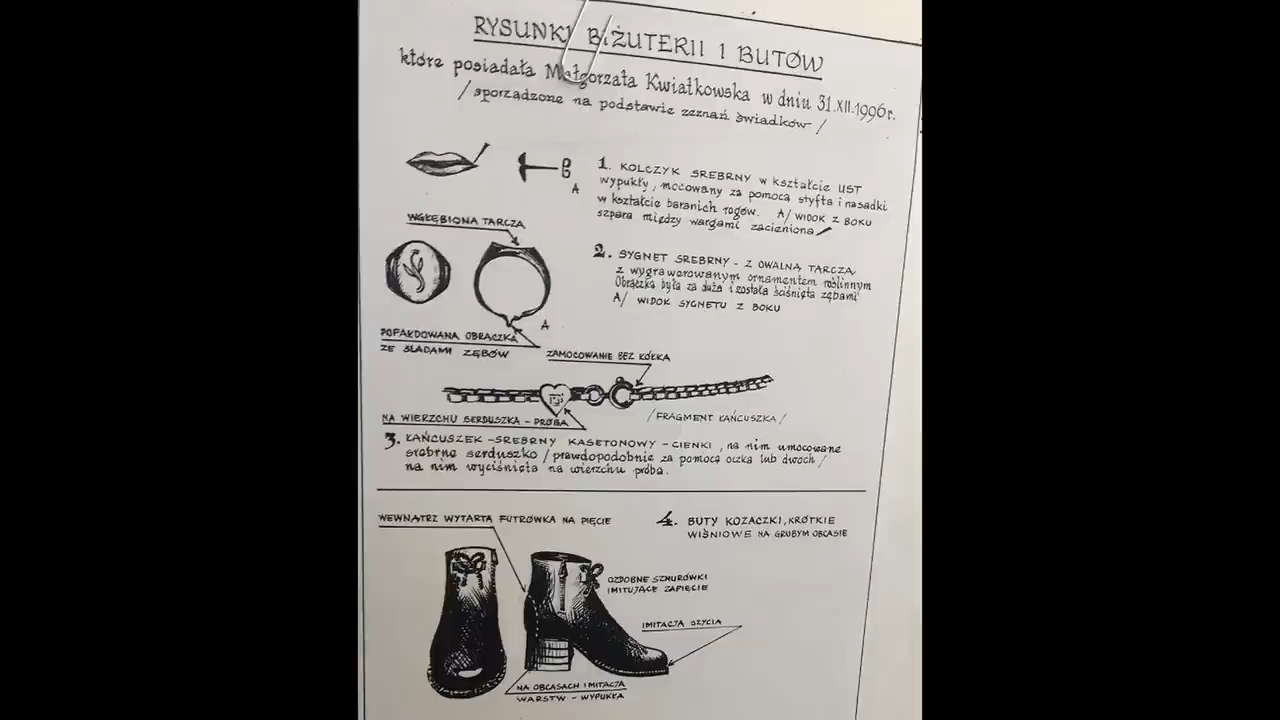 RYSUNKI BIŻUTERII I BUTÓW
które posiadała Małgorzata Kwiatkowska w dniu 31.XII.1996r.
/ sporządzone na podstawie zeznań świadków /
1. KOLCZYK SREBRNY w kształcie UST
wypukły, mocowany za pomocą styfta i nasadki
w kształcie baranich rogów. A/ WIDOK Z BOKU
szpara między wargami zacieniona
A
WGŁĘBIONA TARCZA
2. SYGNET SREBRNY - Z OWALNĄ TARCZĄ
z wygrawerowanym ornamentem roślinnym
Obrączka była za duża i została ściśnięta zębami
A/ WIDOK SYGNETU Z BOKU
A
POFAŁDOWANA OBRĄCZKA
ZE ŚLADAMI ZĘBÓW
ZAMOCOWANIE BEZ KÓŁKA
NA WIERZCHU SERDUSZKA - PRÓBA
/FRAGMENT ŁAŃCUSZKA/
3. ŁAŃCUSZEK - SREBRNY KASETONOWY - CIENKI, na nim umocowane
srebrne serduszko / prawdopodobnie za pomocą oczka lub dwóch /
na nim wyciśnięta na wierzchu próba.
WEWNĄTRZ WYTARTA FUTRÓWKA NA PIĘCIE
4. BUTY KOZACZKI, KRÓTKIE
WIŚNIOWE NA GRUBYM OBCASIE
OZDOBNE SZNURÓWKI
IMITUJĄCE ZAPIĘCIE
IMITACJA SZYCIA
NA OBCASACH IMITACJA
WARSTW - WYPUKŁA